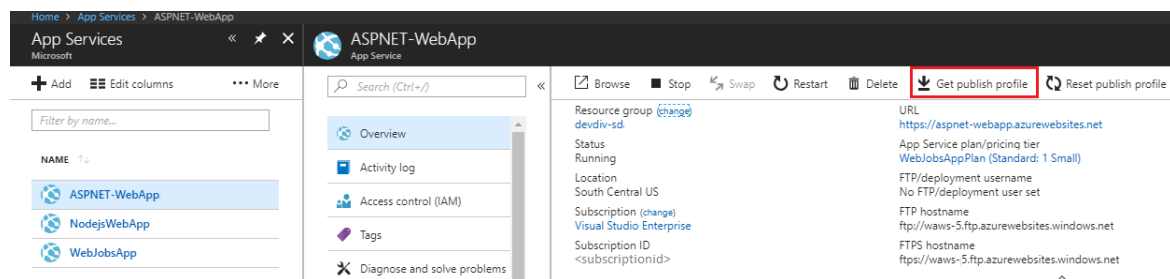 Home > App Services > ASPNET-WebApp
App Services
Microsoft
ASPNET-WebApp
App Service
Add Edit columns ••• More
Filter by name...
NAME
ASPNET-WebApp
NodejsWebApp
WebJobsApp
Search (Ctrl+/)
Overview
Activity log
Access control (IAM)
Tags
Diagnose and solve problems
Browse Stop Swap Restart Delete Get publish profile Reset publish profile
Resource group (change)
devdiv-sd
Status
Running
Location
South Central US
Subscription (change)
Visual Studio Enterprise
Subscription ID
<subscriptionid>
URL
https://aspnet-webapp.azurewebsites.net
App Service plan/pricing tier
WebJobsAppPlan (Standard: 1 Small)
FTP/deployment username
No FTP/deployment user set
FTP hostname
ftp://waws-5.ftp.azurewebsites.windows.net
FTPS hostname
ftps://waws-5.ftp.azurewebsites.windows.net